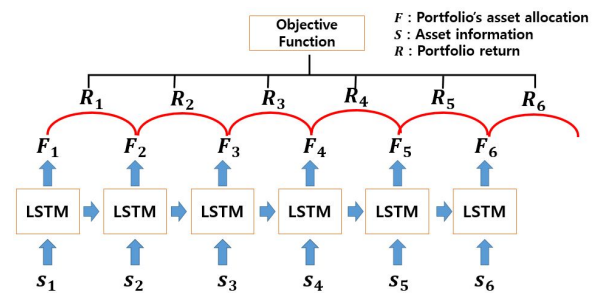 Objective
Function
F : Portfolio's asset allocation
S : Asset information
R : Portfolio return
R₁ R₂ R₃ R₄ R₅ R₆
F₁ F₂ F₃ F₄ F₅ F₆
LSTM LSTM LSTM LSTM LSTM LSTM
s₁ s₂ s₃ s₄ s₅ s₆